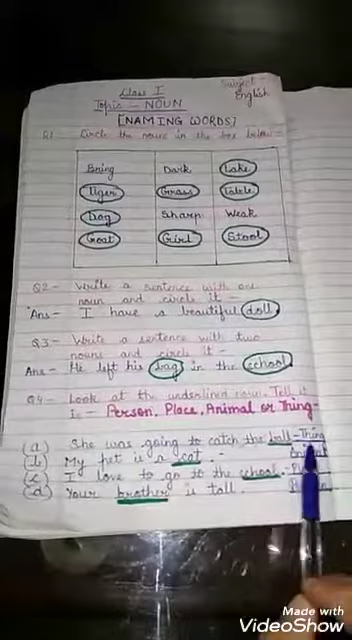 Class I
Subject - English
Topic - NOUN
[NAMING WORDS]
Q1 - Circle the nouns in the box below -
Bring Dark Lake
Tiger Grass Table
Dog Sharp Weak
Goat Girl Stool
Q2 - Write a sentence with one
noun and circle it -
Ans - I have a beautiful doll
Q3 - Write a sentence with two
nouns and circle it -
Ans - He left his bag in the school
Q4 - Look at the underlined noun. Tell it
is - Person, Place, Animal or Thing -
(a) She was going to catch the ball - Thing
(b) My pet is a cat. -
(c) I love to go to the school -
(d) Your brother is tall.
Made with
VideoShow